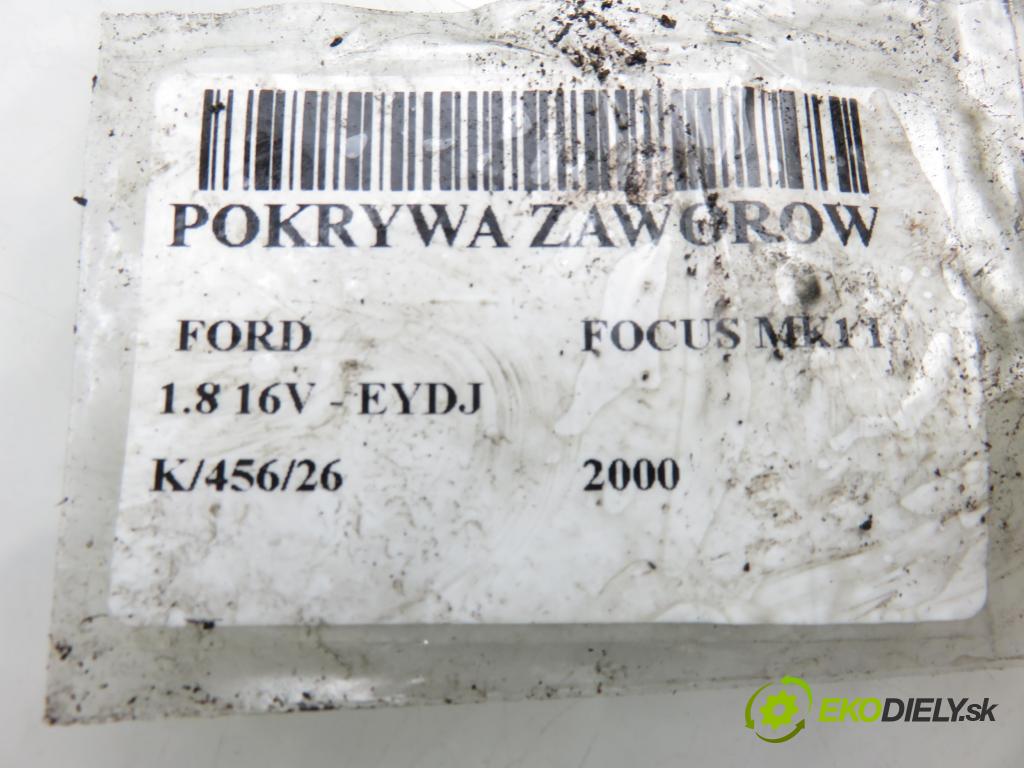 POKRYWA ZAWOROW
FORD FOCUS MK11
1.8 16V - EYDJ
K/456/26 2000
EKODIELY.sk